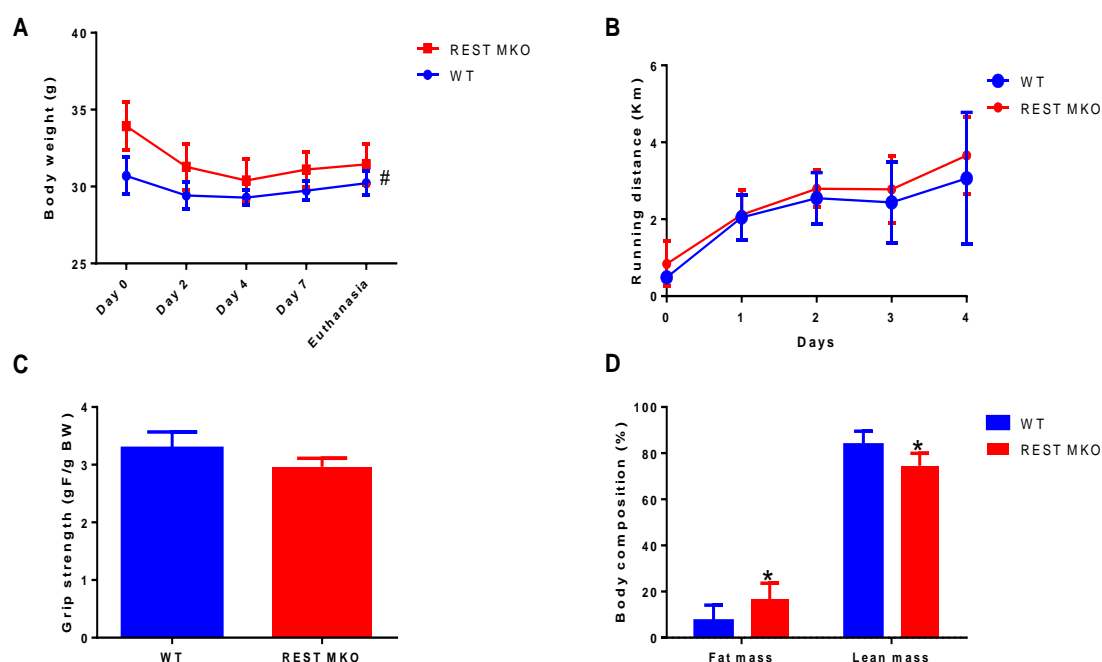 A
Body weight (g)
40
35
30
25
Day 0
Day 2
Day 4
Day 7
Euthanasia
REST MKO
WT
#
B
Running distance (Km)
6
4
2
0
0 1 2 3 4
Days
WT
REST MKO
C
Grip strength (gF/g BW)
4
3
2
1
0
WT REST MKO
D
Body composition (%)
100
80
60
40
20
0
* *
Fat mass Lean mass
WT
REST MKO